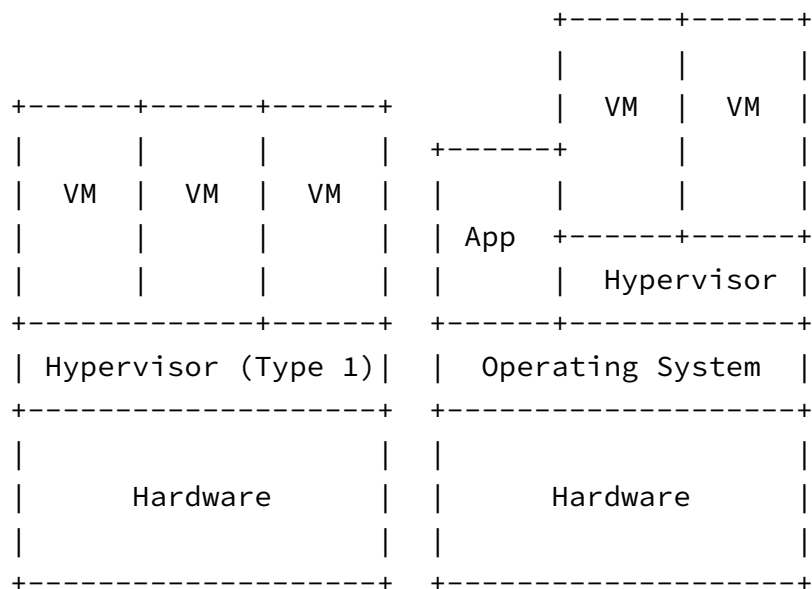 VM VM
VM VM VM
App
Hypervisor
Hypervisor (Type 1) Operating System
Hardware Hardware